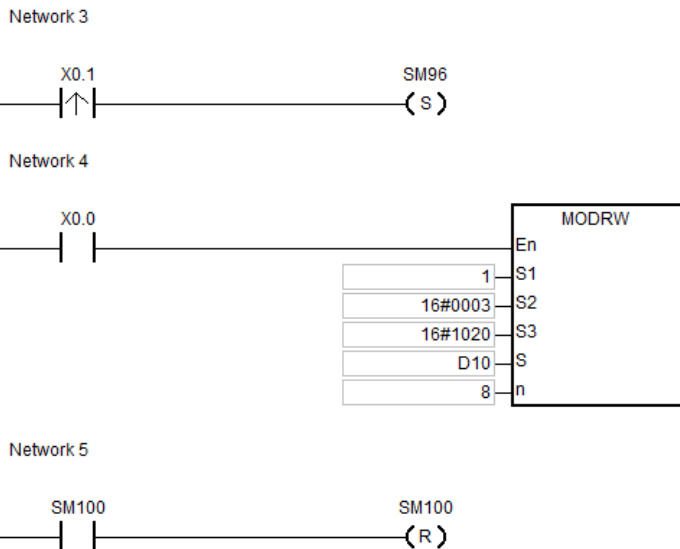 Network 3
X0.1 SM96
S
Network 4
X0.0 MODRW
En
1 S1
16#0003 S2
16#1020 S3
D10 S
8 n
Network 5
SM100 SM100
R